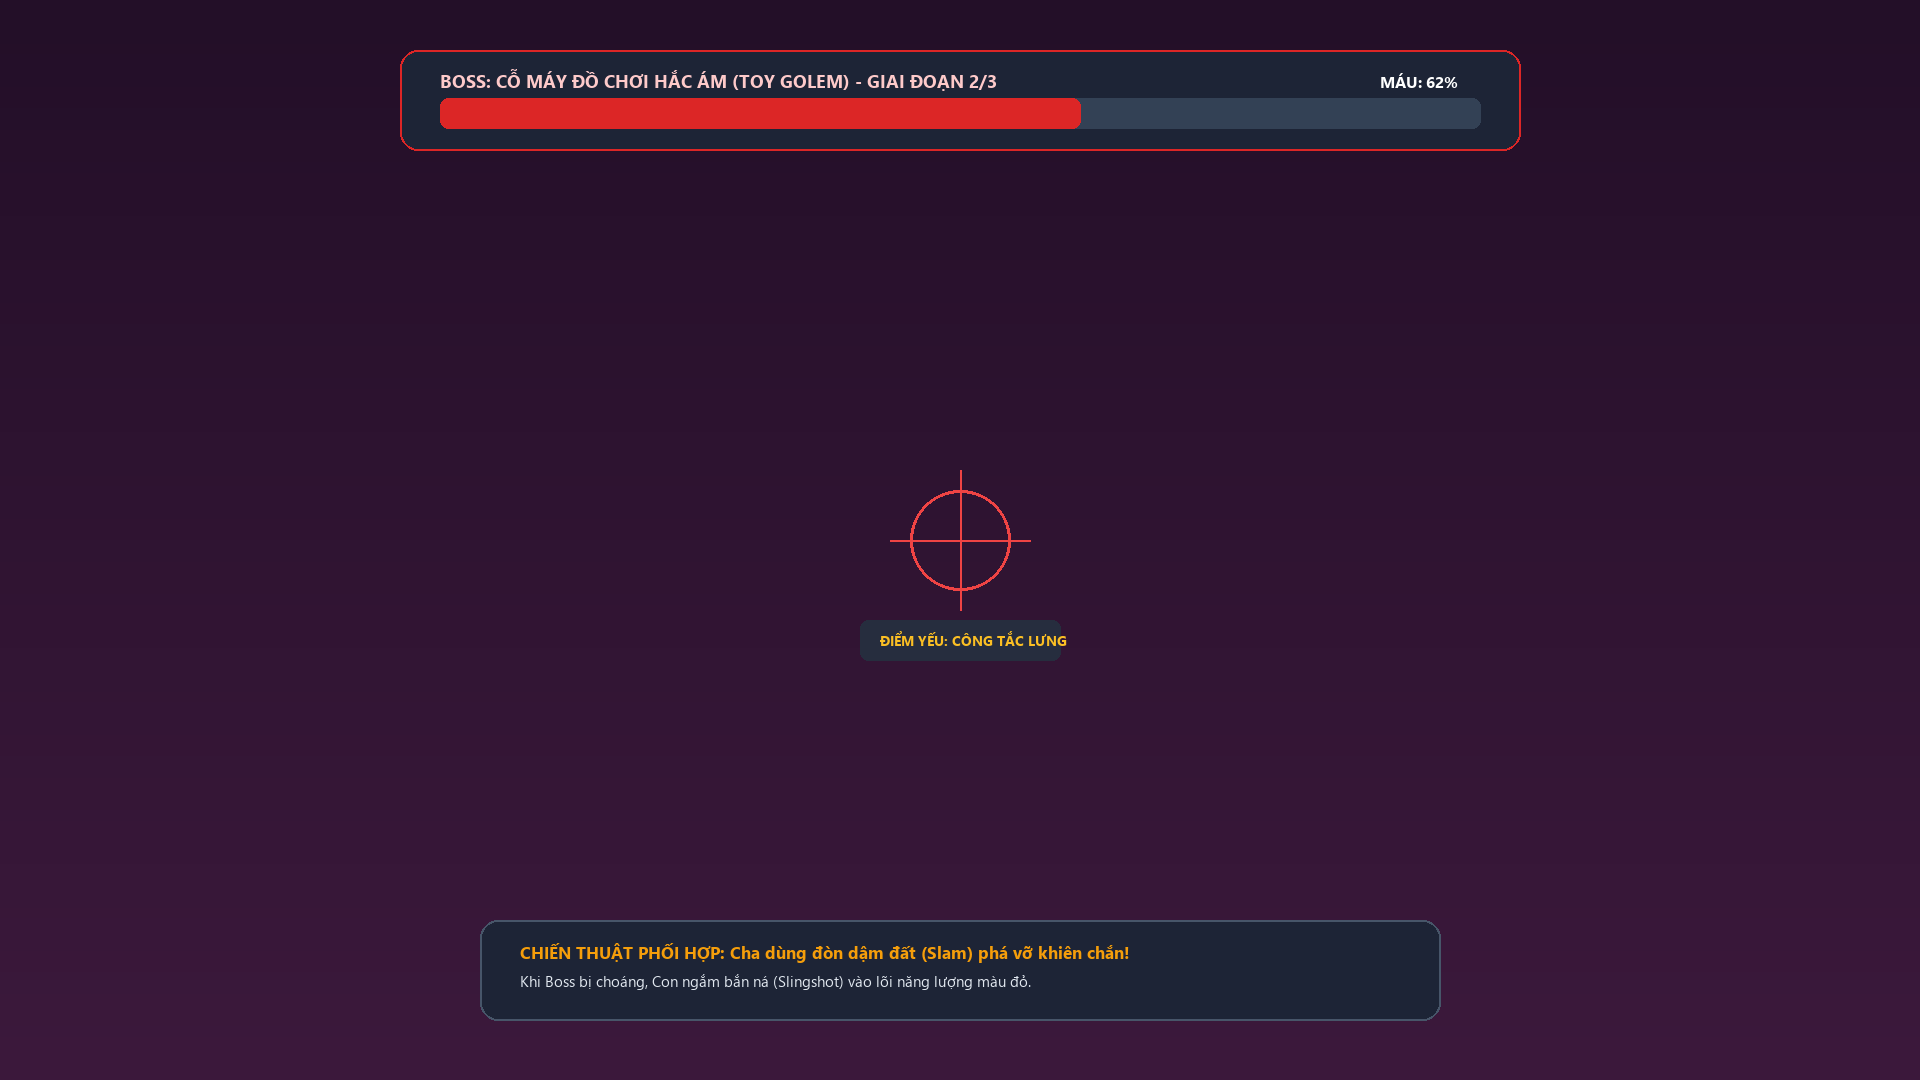 BOSS: CỖ MÁY ĐỒ CHƠI HẮC ÁM (TOY GOLEM) - GIAI ĐOẠN 2/3
MÁU: 62%
ĐIỂM YẾU: CÔNG TẮC LƯNG
CHIẾN THUẬT PHỐI HỢP: Cha dùng đòn dậm đất (Slam) phá vỡ khiên chắn!
Khi Boss bị choáng, Con ngắm bắn ná (Slingshot) vào lõi năng lượng màu đỏ.